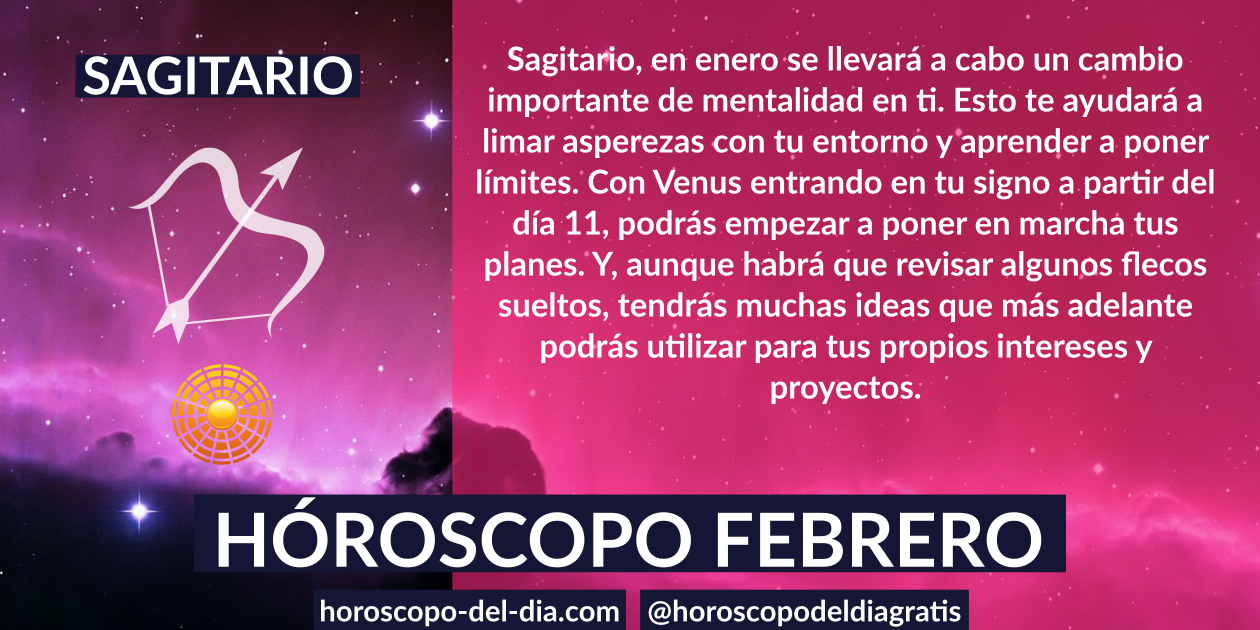 SAGITARIO
Sagitario, en enero se llevará a cabo un cambio
importante de mentalidad en ti. Esto te ayudará a
limar asperezas con tu entorno y aprender a poner
límites. Con Venus entrando en tu signo a partir del
día 11, podrás empezar a poner en marcha tus
planes. Y, aunque habrá que revisar algunos flecos
sueltos, tendrás muchas ideas que más adelante
podrás utilizar para tus propios intereses y
proyectos.
HÓROSCOPO FEBRERO
horoscopo-del-dia.com
@horoscopodeldiagratis